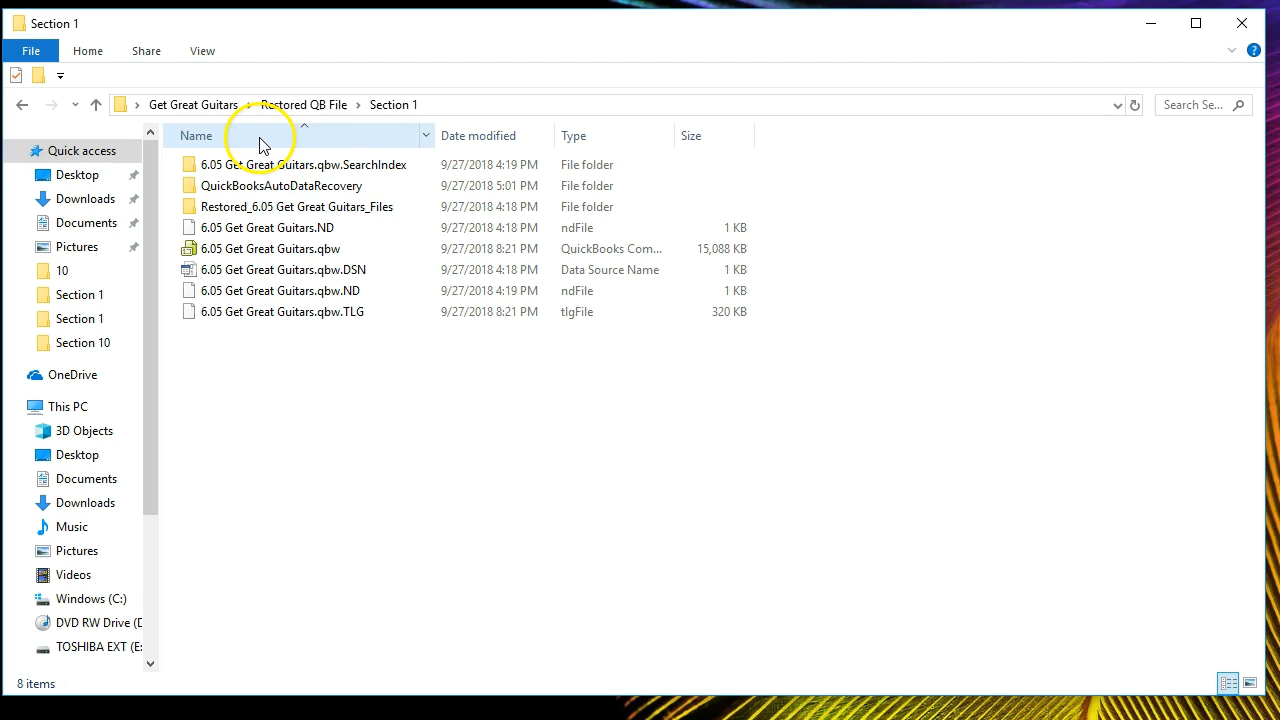 Section 1
File Home Share View
Get Great Guitars Restored QB File Section 1 Search Se...
Name Date modified Type Size
6.05 Get Great Guitars.qbw.SearchIndex 9/27/2018 4:19 PM File folder
QuickBooksAutoDataRecovery 9/27/2018 5:01 PM File folder
Restored_6.05 Get Great Guitars_Files 9/27/2018 4:18 PM File folder
6.05 Get Great Guitars.ND 9/27/2018 4:18 PM ndFile 1 KB
6.05 Get Great Guitars.qbw 9/27/2018 8:21 PM QuickBooks Com... 15,088 KB
6.05 Get Great Guitars.qbw.DSN 9/27/2018 4:18 PM Data Source Name 1 KB
6.05 Get Great Guitars.qbw.ND 9/27/2018 4:19 PM ndFile 1 KB
6.05 Get Great Guitars.qbw.TLG 9/27/2018 8:21 PM tlgFile 320 KB
Quick access
Desktop
Downloads
Documents
Pictures
10
Section 1
Section 1
Section 10
OneDrive
This PC
3D Objects
Desktop
Documents
Downloads
Music
Pictures
Videos
Windows (C:)
DVD RW Drive (D
TOSHIBA EXT (E:
8 items